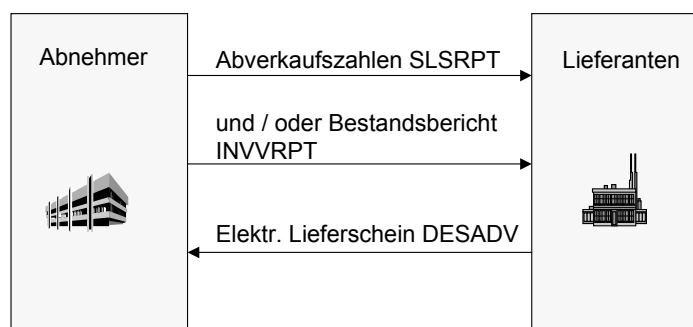 Abnehmer
Abverkaufszahlen SLSRPT
Lieferanten
und / oder Bestandsbericht
INVVRPT
Elektr. Lieferschein DESADV